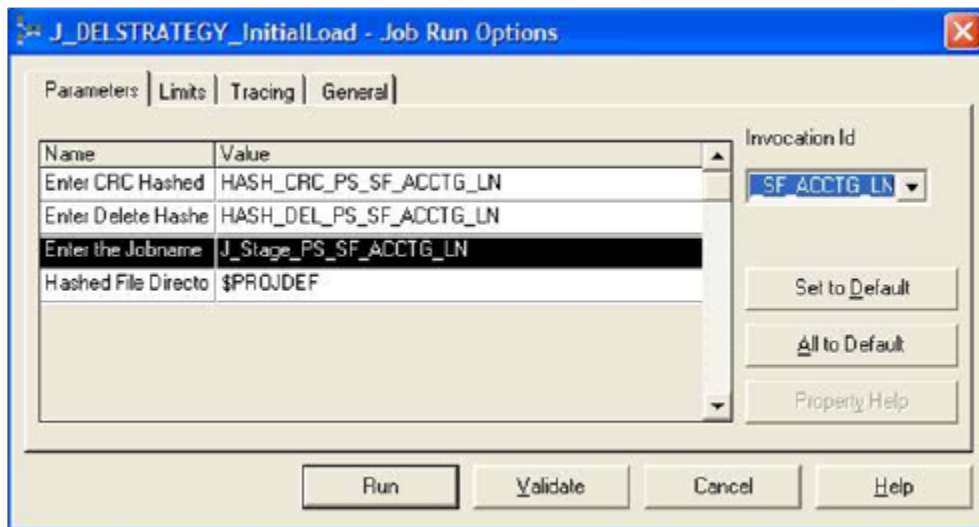 J_DELSTRATEGY_InitialLoad - Job Run Options
Parameters Limits Tracing General
Invocation Id
Name Value
Enter CRC Hashed HASH_CRC_PS_SF_ACCTG_LN
_SF_ACCTG_LN
Enter Delete Hashe HASH_DEL_PS_SF_ACCTG_LN
Enter the Jobname J_Stage_PS_SF_ACCTG_LN
Hashed File Directo $PROJDEF
Set to Default
All to Default
Property Help
Run Validate Cancel Help